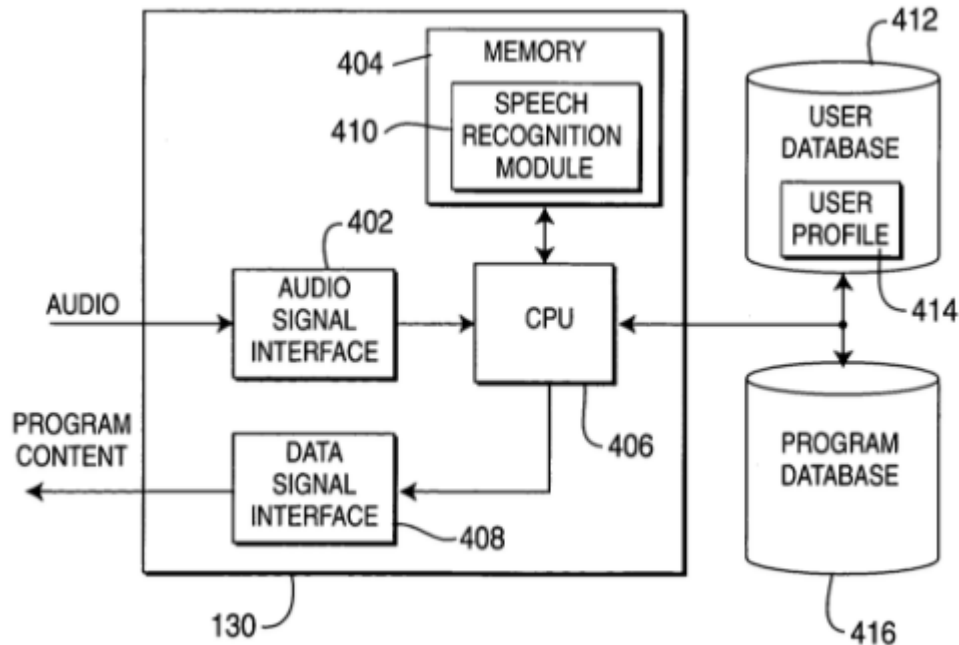 404
MEMORY
410
SPEECH
RECOGNITION
MODULE
412
USER
DATABASE
USER
PROFILE
414
402
AUDIO
AUDIO
SIGNAL
INTERFACE
CPU
406
PROGRAM
CONTENT
DATA
SIGNAL
INTERFACE
408
PROGRAM
DATABASE
130
416